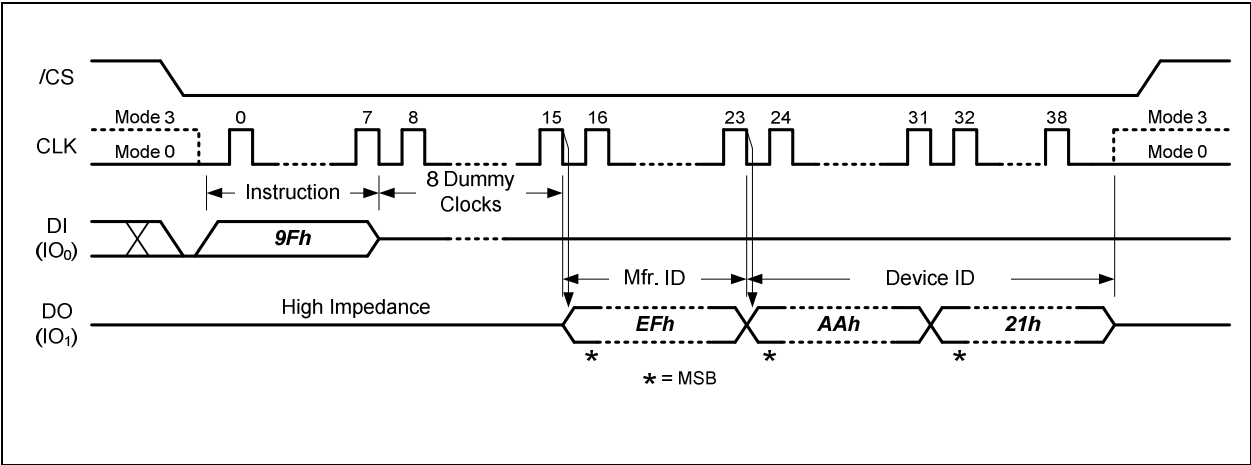 /CS
Mode 3 0 7 8 15 16 23 24 31 32 38 Mode 3
CLK
Mode 0 Mode 0
Instruction
8 Dummy
Clocks
DI
(IO₀)
9Fh
Mfr. ID
Device ID
DO
(IO₁)
High Impedance
EFh
AAh
21h
* * *
* = MSB